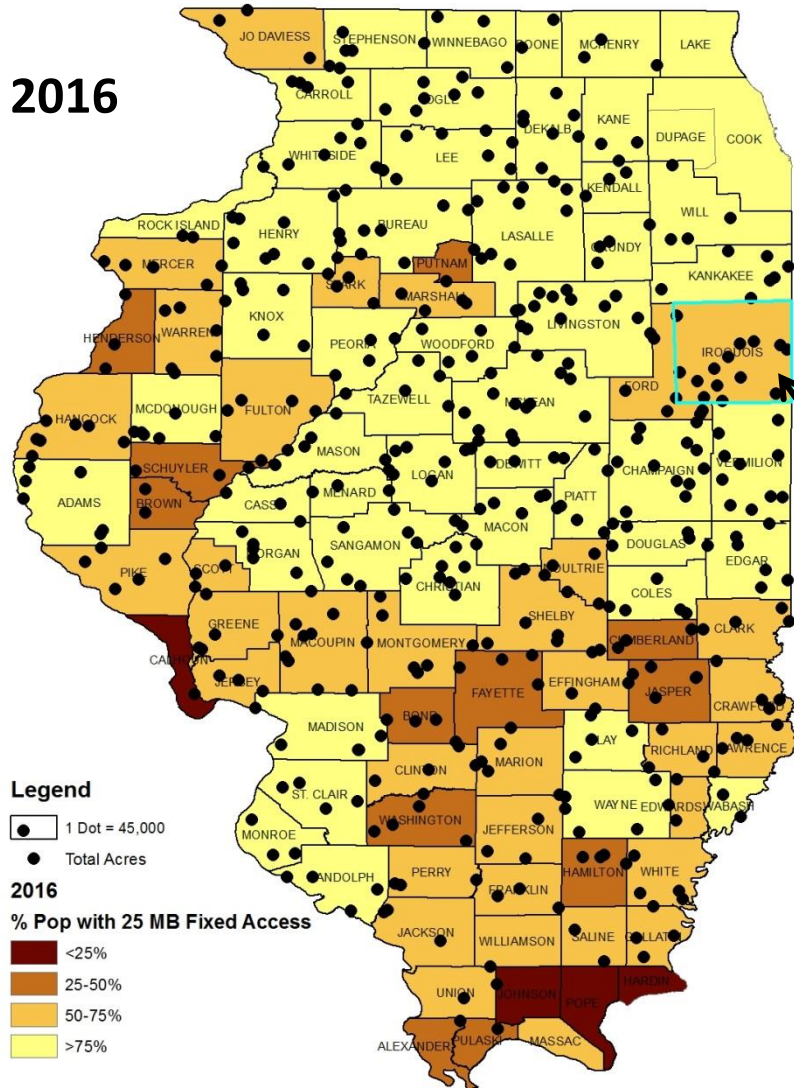 2016
JO DAVIESS
STEPHENSON
WINNEBAGO
BOONE
MCHENRY
LAKE
CARROLL
OGLE
DEKALB
KANE
DUPAGE
COOK
WHITESIDE
LEE
KENDALL
WILL
ROCK ISLAND
HENRY
BUREAU
LASALLE
GRUNDY
MERCER
PUTNAM
KANKAKEE
STARK
MARSHALL
KNOX
LIVINGSTON
HENDERSON
WARREN
PEORIA
WOODFORD
IROQUOIS
FORD
HANCOCK
MCDONOUGH
FULTON
TAZEWELL
MCLEAN
MASON
SCHUYLER
LOGAN
DEWITT
CHAMPAIGN
VERMILION
ADAMS
BROWN
CASS
MENARD
PIATT
MACON
MORGAN
SANGAMON
DOUGLAS
EDGAR
PIKE
SCOTT
CHRISTIAN
MOULTRIE
COLES
GREENE
MACOUPIN
MONTGOMERY
SHELBY
CUMBERLAND
CLARK
CALHOUN
JERSEY
FAYETTE
EFFINGHAM
JASPER
CRAWFORD
MADISON
BOND
CLAY
RICHLAND
LAWRENCE
CLINTON
MARION
ST. CLAIR
WASHINGTON
WAYNE
EDWARDS
WABASH
MONROE
JEFFERSON
RANDOLPH
PERRY
HAMILTON
WHITE
FRANKLIN
JACKSON
WILLIAMSON
SALINE
GALLATIN
UNION
JOHNSON
POPE
HARDIN
ALEXANDER
PULASKI
MASSAC
Legend
1 Dot = 45,000
Total Acres
2016
% Pop with 25 MB Fixed Access
<25%
25-50%
50-75%
>75%